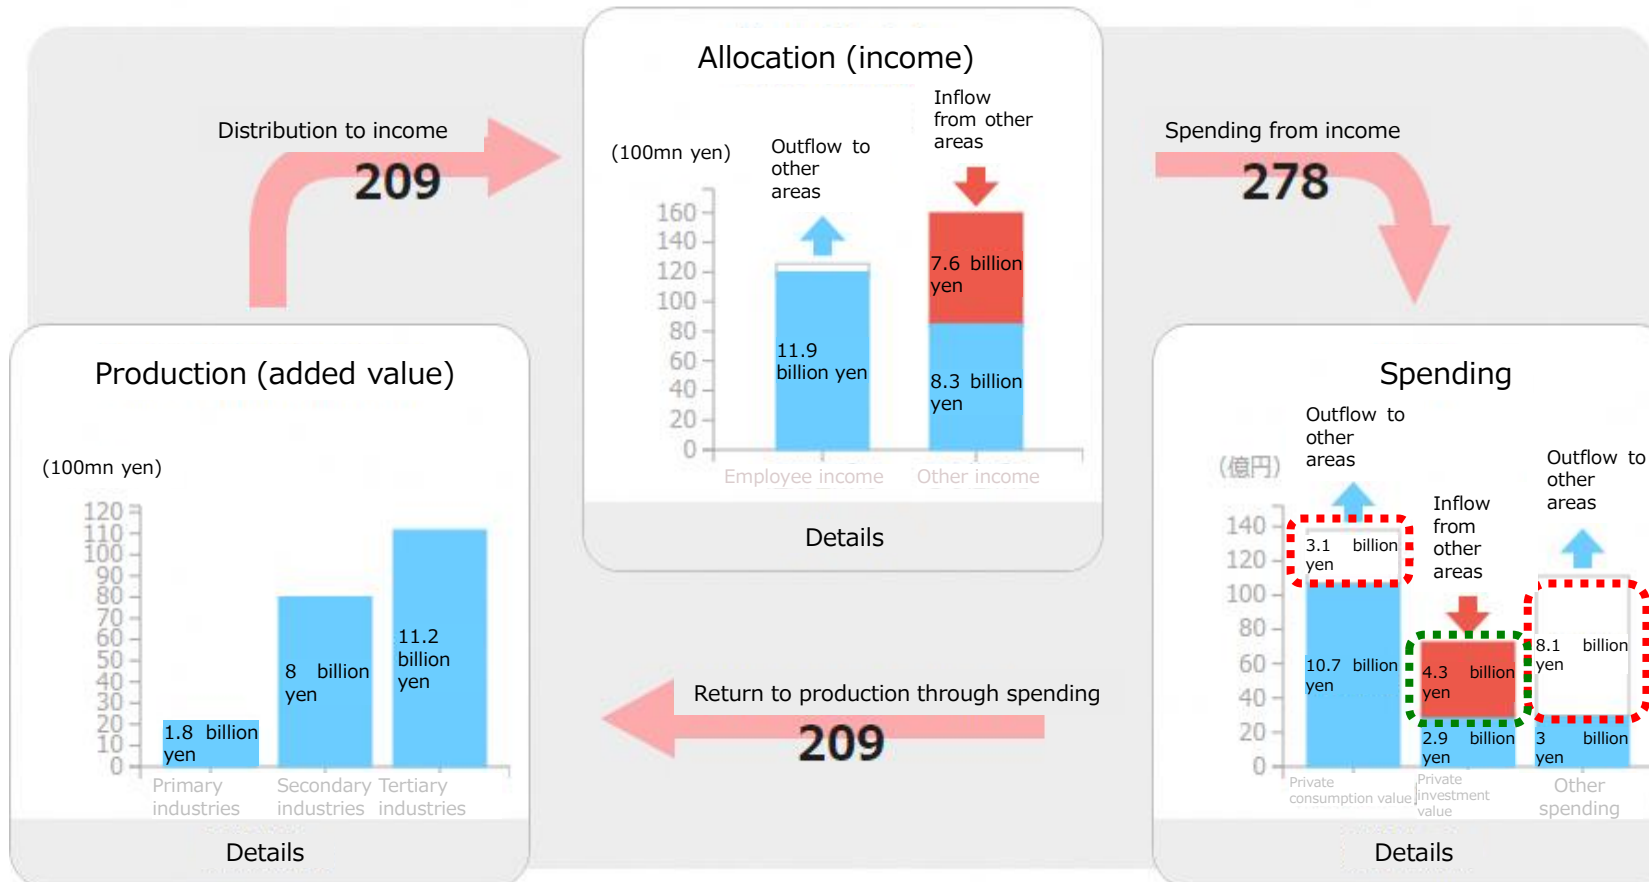 Allocation (income)
Distribution to income
209
(100mn yen)
Outflow to
other
areas
Inflow
from other
areas
160
140
120
100
80
60
40
20
0
11.9
billion yen
7.6 billion
yen
8.3 billion
yen
Employee income
Other income
Details
Spending from income
278
Production (added value)
(100mn yen)
120
110
100
90
80
70
60
50
40
30
20
10
0
1.8 billion
yen
8 billion
yen
11.2
billion
yen
Primary
industries
Secondary
industries
Tertiary
industries
Details
Return to production through spending
209
Spending
(億円)
Outflow to
other
areas
Inflow
from
other
areas
Outflow to
other
areas
140
120
100
80
60
40
20
0
3.1 billion
yen
10.7 billion
yen
4.3 billion
yen
2.9 billion
yen
8.1 billion
yen
3 billion
yen
Private
consumption value
Private
investment
value
Other
spending
Details